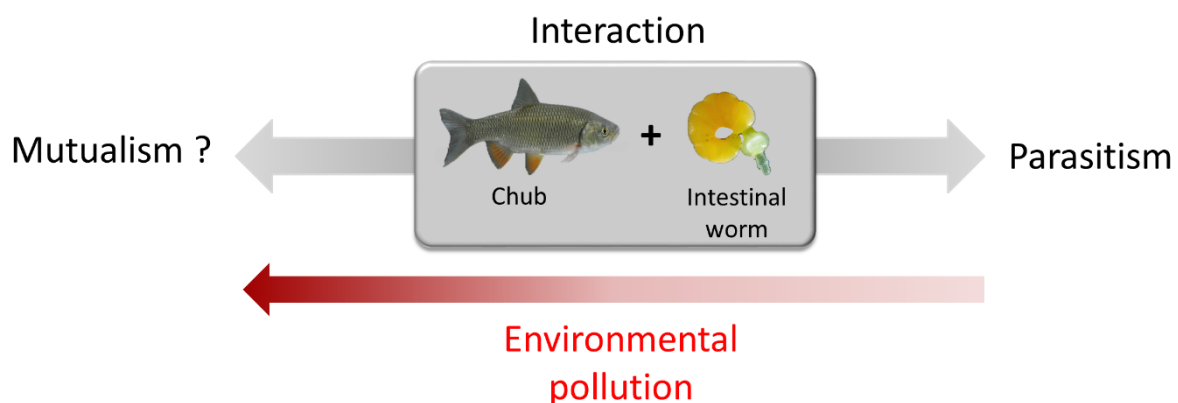 Interaction
Mutualism ?
+
Parasitism
Chub
Intestinal
worm
Environmental
pollution